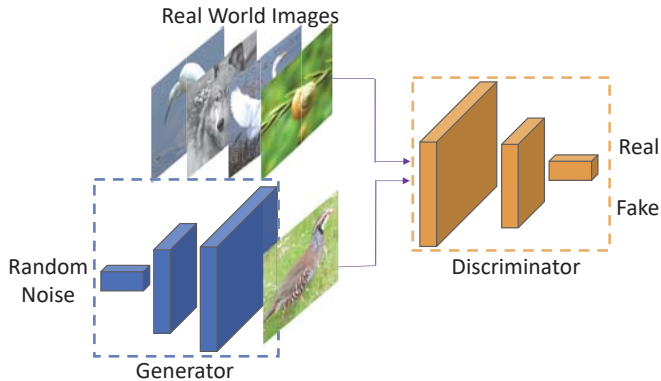 Real World Images
Real
Fake
Discriminator
Random
Noise
Generator